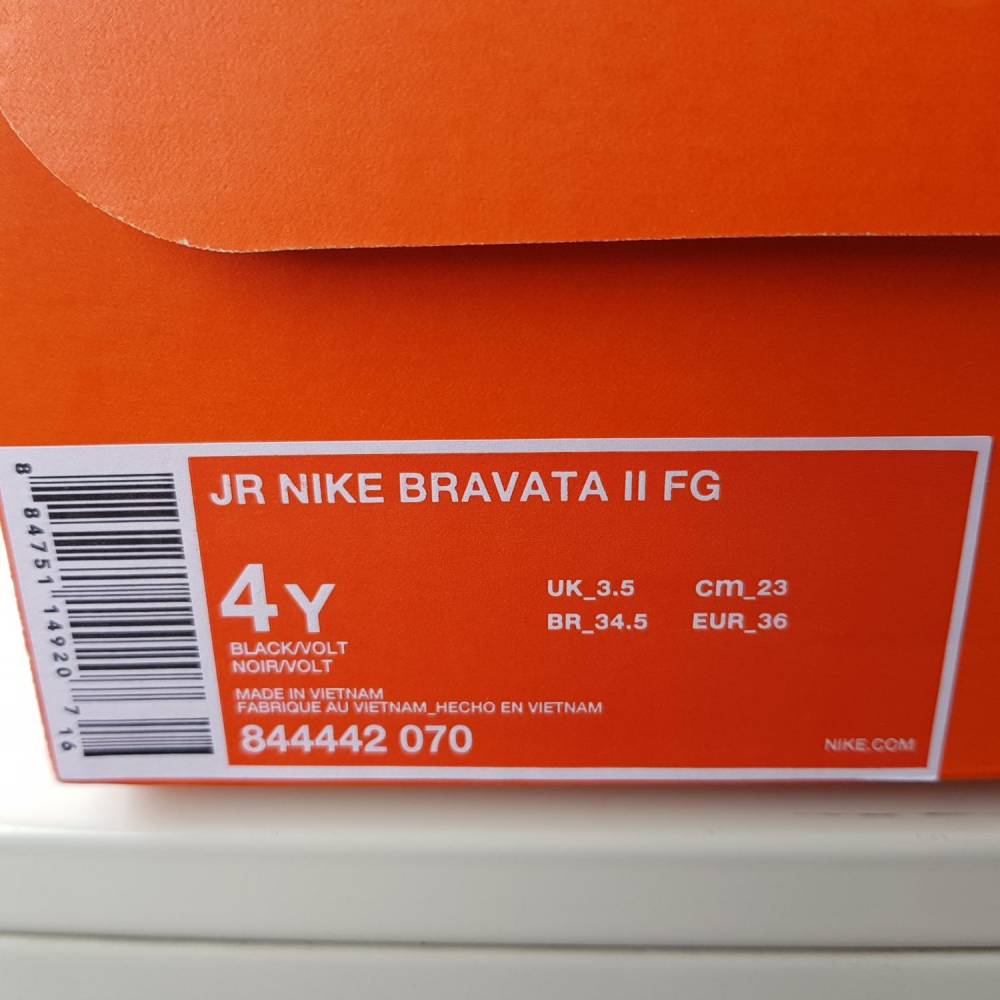 JR NIKE BRAVATA II FG
4Y
UK_3.5 cm_23
BR_34.5 EUR_36
BLACK/VOLT
NOIR/VOLT
MADE IN VIETNAM
FABRIQUE AU VIETNAM_HECHO EN VIETNAM
844442 070
NIKE.COM
8 84751 14920 7 16